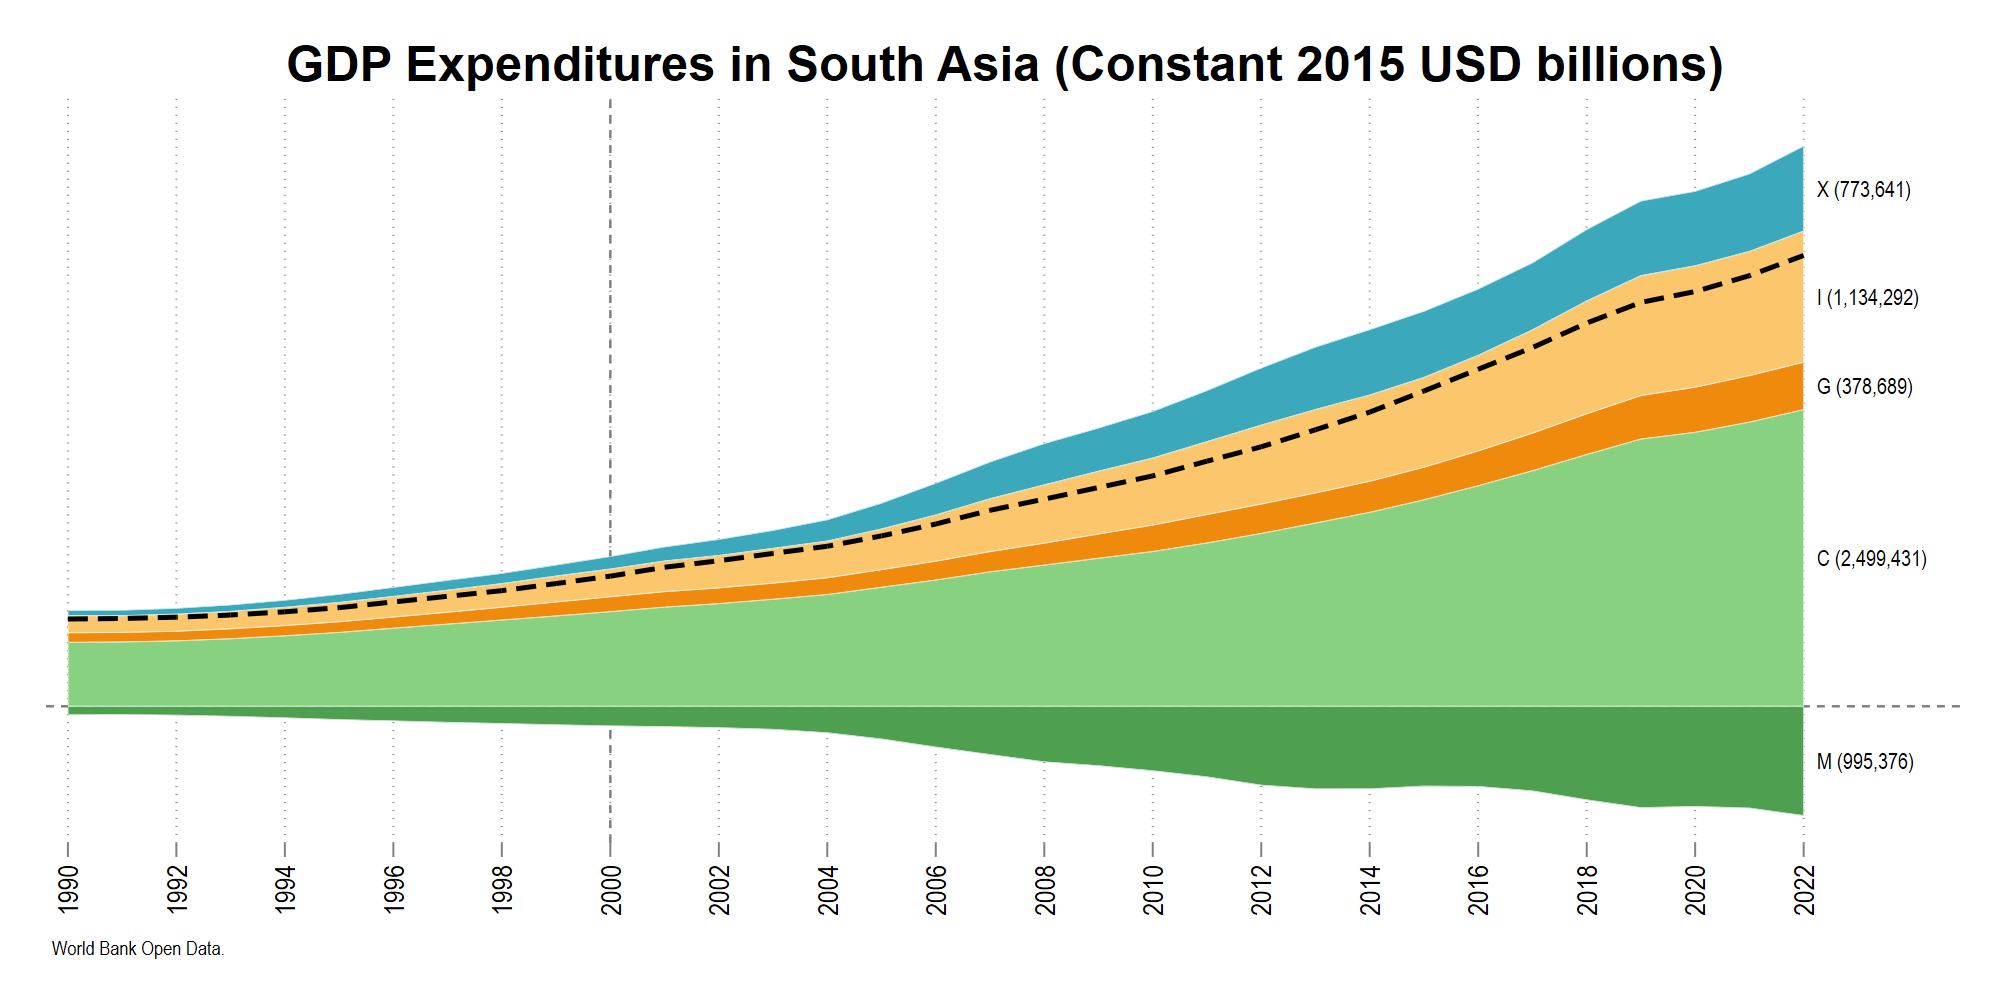 GDP Expenditures in South Asia (Constant 2015 USD billions)
X (773,641)
I (1,134,292)
G (378,689)
C (2,499,431)
M (995,376)
1990
1992
1994
1996
1998
2000
2002
2004
2006
2008
2010
2012
2014
2016
2018
2020
2022
World Bank Open Data.